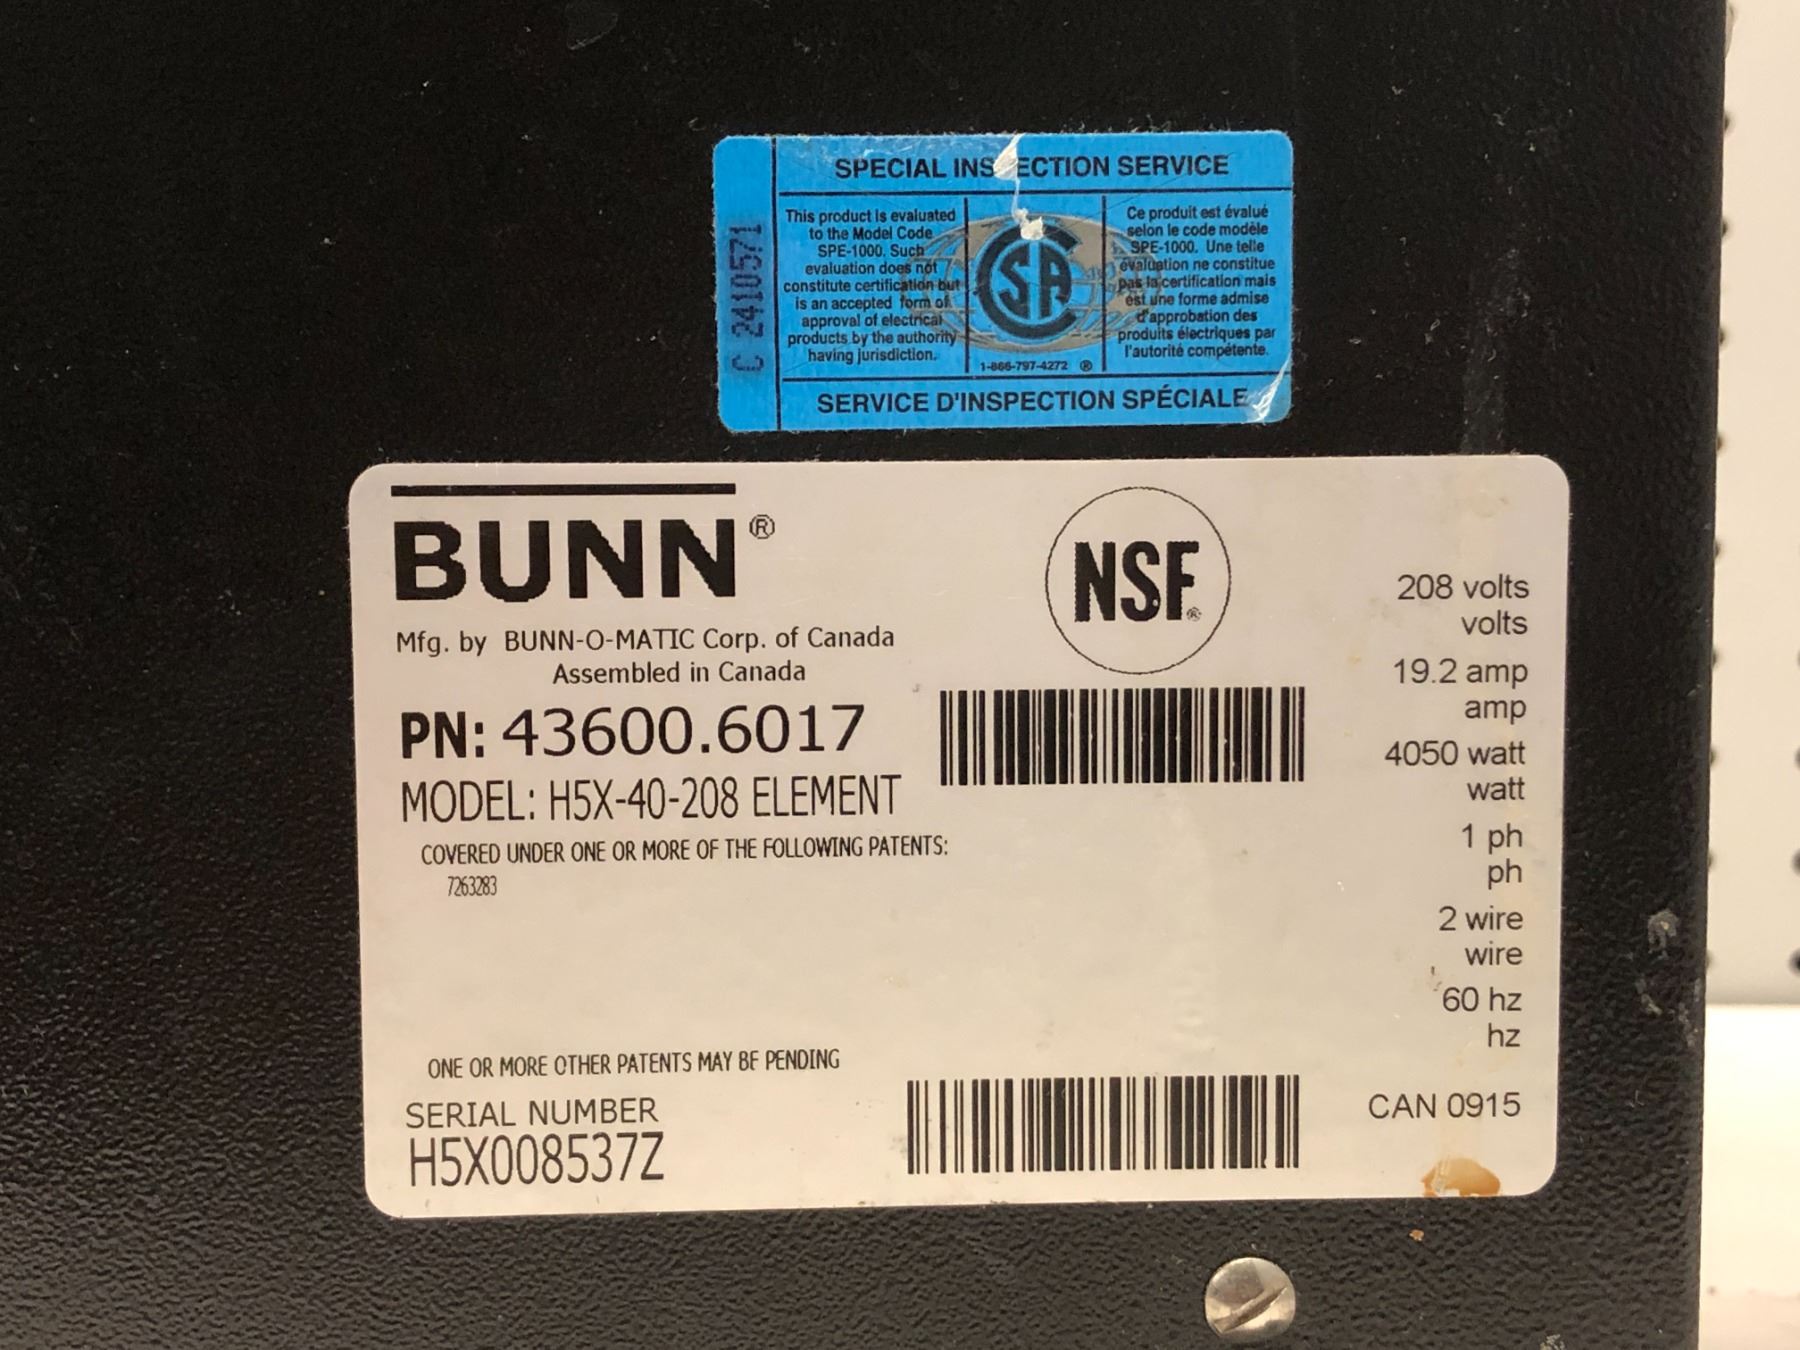 SPECIAL INS ECTION SERVICE
C 2410571
This product is evaluated
to the Model Code
SPE-1000. Such
evaluation does not
constitute certification but
is an accepted form of
approval of electrical
products by the authority
having jurisdiction.
CSA
1-866-797-4272 ®
Ce produit est évalué
selon le code modèle
SPE-1000. Une telle
évaluation ne constitue
pas la certification mais
est une forme admise
d'approbation des
produits électriques par
l'autorité compétente.
SERVICE D'INSPECTION SPÉCIALE
BUNN®
Mfg. by BUNN-O-MATIC Corp. of Canada
Assembled in Canada
PN: 43600.6017
MODEL: H5X-40-208 ELEMENT
COVERED UNDER ONE OR MORE OF THE FOLLOWING PATENTS:
7263283
ONE OR MORE OTHER PATENTS MAY BE PENDING
SERIAL NUMBER
H5X008537Z
NSF®
208 volts
volts
19.2 amp
amp
4050 watt
watt
1 ph
ph
2 wire
wire
60 hz
hz
CAN 0915